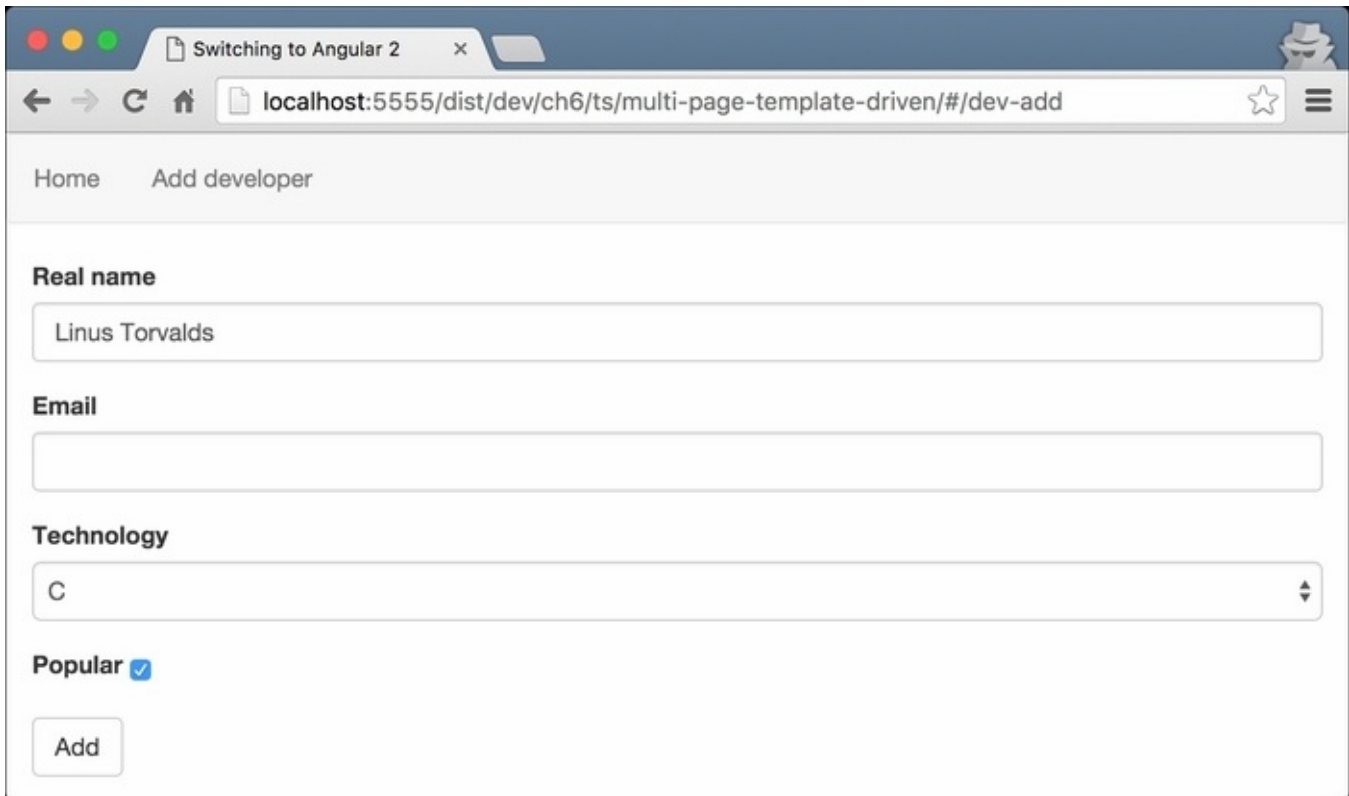 Switching to Angular 2
localhost:5555/dist/dev/ch6/ts/multi-page-template-driven/#/dev-add
Home Add developer
Real name
Linus Torvalds
Email
Technology
C
Popular
Add